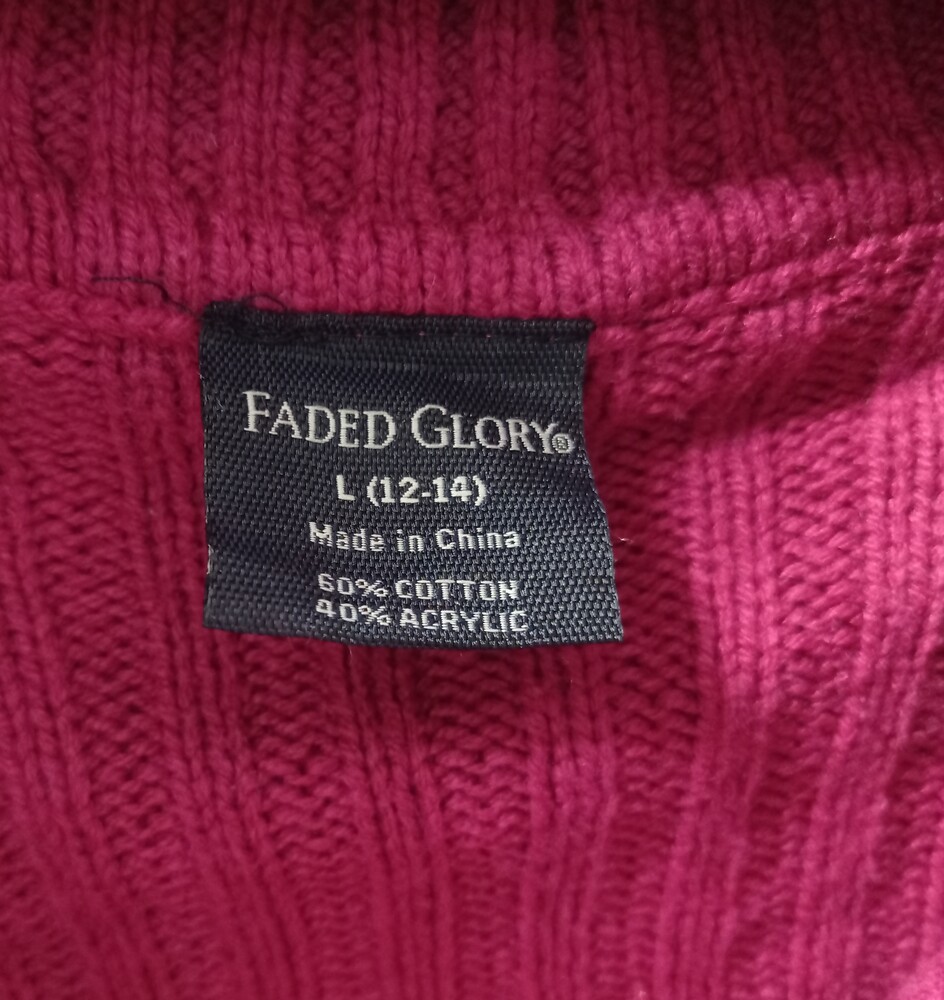 FADED GLORY®
L (12-14)
Made in China
60% COTTON
40% ACRYLIC